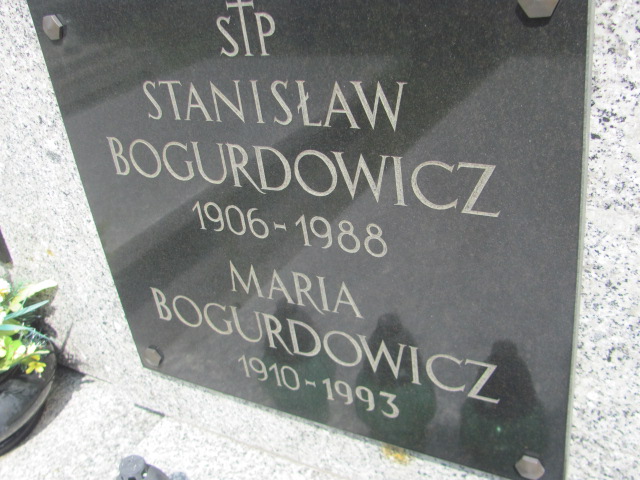 ŚP
STANISŁAW
BOGURDOWICZ
1906-1988
MARIA
BOGURDOWICZ
1910-1993